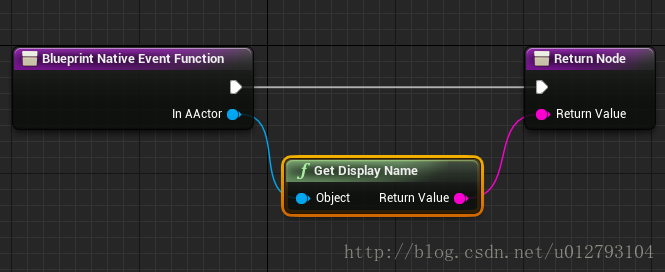 Blueprint Native Event Function
Return Node
In AActor
Return Value
Get Display Name
Object
Return Value
http://blog.csdn.net/u012793104